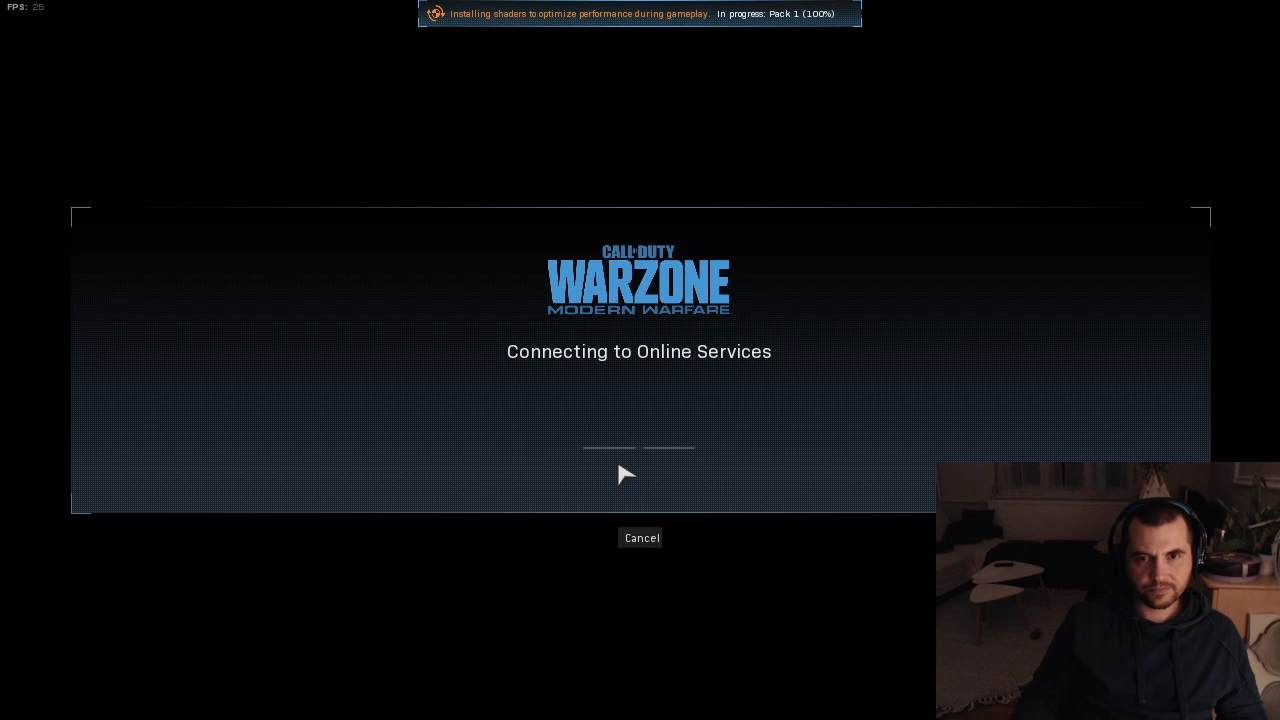 FPS: 25
Installing shaders to optimize performance during gameplay. In progress: Pack 1 (100%)
CALL OF DUTY
WARZONE
MODERN WARFARE
Connecting to Online Services
Cancel